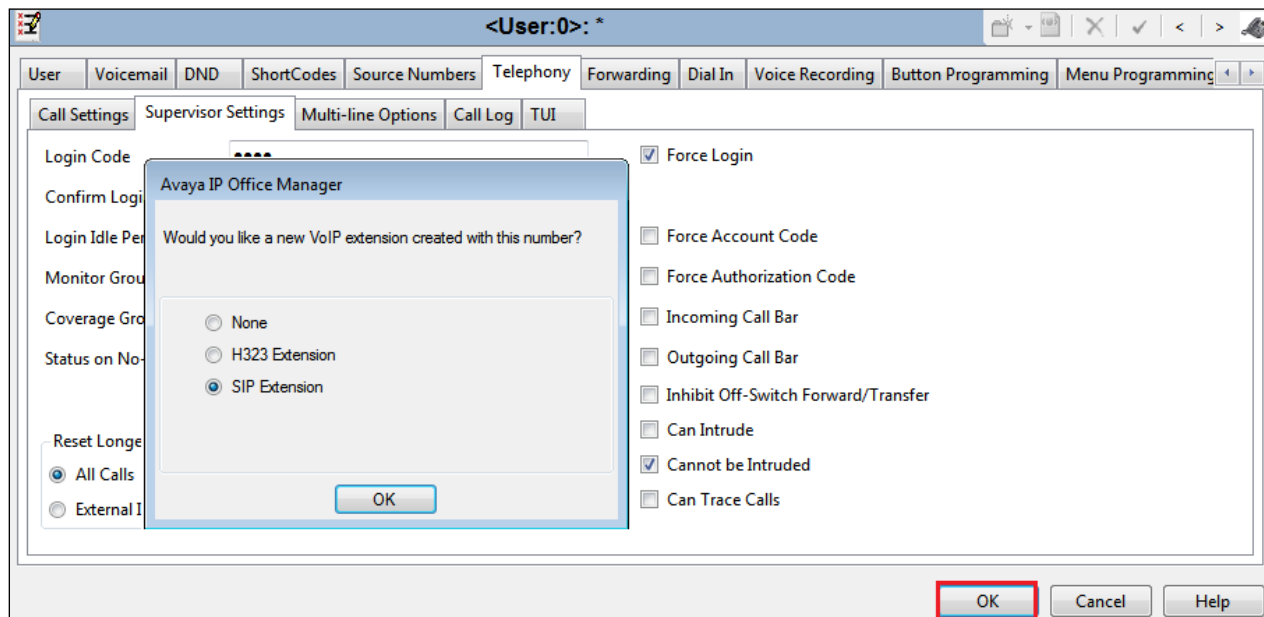 <User:0>: *
User Voicemail DND ShortCodes Source Numbers Telephony Forwarding Dial In Voice Recording Button Programming Menu Programming
Call Settings Supervisor Settings Multi-line Options Call Log TUI
Login Code
Force Login
Avaya IP Office Manager
Confirm Logi
Login Idle Per
Would you like a new VoIP extension created with this number?
Force Account Code
Monitor Grou
Force Authorization Code
Coverage Gro
None
Incoming Call Bar
Status on No-
H323 Extension
Outgoing Call Bar
SIP Extension
Inhibit Off-Switch Forward/Transfer
Can Intrude
Reset Longe
All Calls
Cannot be Intruded
External I
OK
Can Trace Calls
OK Cancel Help